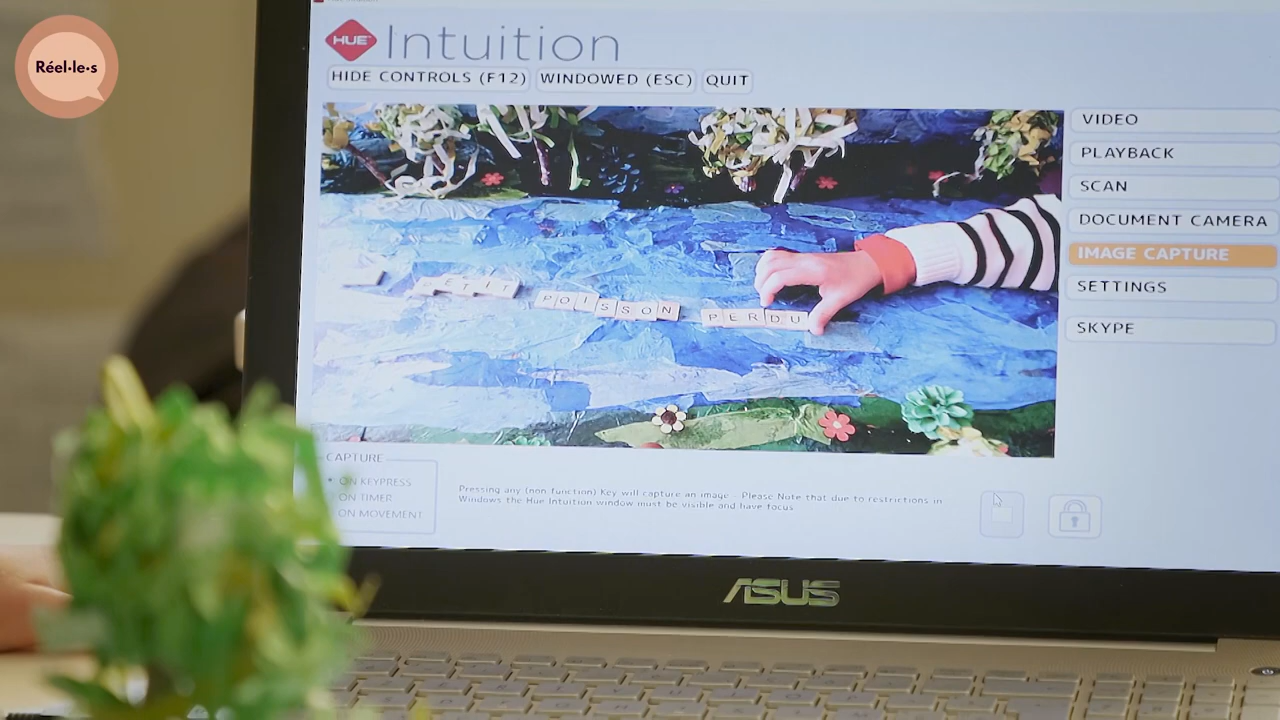 Réel·le·s
HUE Intuition
HIDE CONTROLS (F12) WINDOWED (ESC) QUIT
VIDEO
PLAYBACK
SCAN
DOCUMENT CAMERA
IMAGE CAPTURE
SETTINGS
SKYPE
PETIT POISSON PERDU
CAPTURE
ON KEYPRESS
ON TIMER
ON MOVEMENT
Pressing any (non function) Key will capture an image - Please Note that due to restrictions in
Windows the Hue Intuition window must be visible and have focus
ASUS